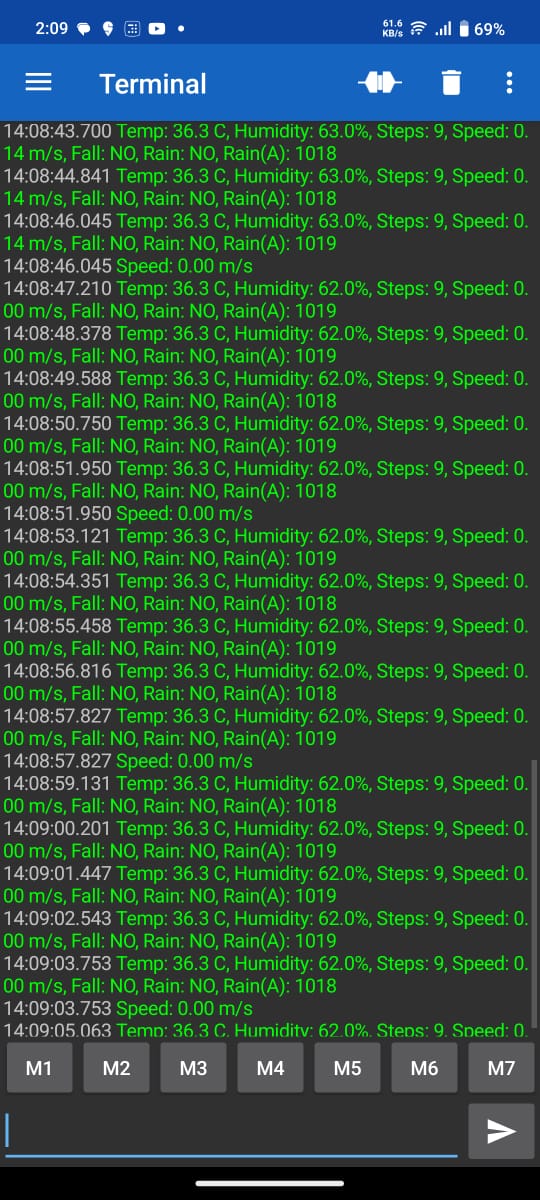 2:09
61.6
KB/s
69%
Terminal
14:08:43.700 Temp: 36.3 C, Humidity: 63.0%, Steps: 9, Speed: 0.
14 m/s, Fall: NO, Rain: NO, Rain(A): 1018
14:08:44.841 Temp: 36.3 C, Humidity: 63.0%, Steps: 9, Speed: 0.
14 m/s, Fall: NO, Rain: NO, Rain(A): 1018
14:08:46.045 Temp: 36.3 C, Humidity: 63.0%, Steps: 9, Speed: 0.
14 m/s, Fall: NO, Rain: NO, Rain(A): 1019
14:08:46.045 Speed: 0.00 m/s
14:08:47.210 Temp: 36.3 C, Humidity: 62.0%, Steps: 9, Speed: 0.
00 m/s, Fall: NO, Rain: NO, Rain(A): 1019
14:08:48.378 Temp: 36.3 C, Humidity: 62.0%, Steps: 9, Speed: 0.
00 m/s, Fall: NO, Rain: NO, Rain(A): 1019
14:08:49.588 Temp: 36.3 C, Humidity: 62.0%, Steps: 9, Speed: 0.
00 m/s, Fall: NO, Rain: NO, Rain(A): 1018
14:08:50.750 Temp: 36.3 C, Humidity: 62.0%, Steps: 9, Speed: 0.
00 m/s, Fall: NO, Rain: NO, Rain(A): 1019
14:08:51.950 Temp: 36.3 C, Humidity: 62.0%, Steps: 9, Speed: 0.
00 m/s, Fall: NO, Rain: NO, Rain(A): 1018
14:08:51.950 Speed: 0.00 m/s
14:08:53.121 Temp: 36.3 C, Humidity: 62.0%, Steps: 9, Speed: 0.
00 m/s, Fall: NO, Rain: NO, Rain(A): 1019
14:08:54.351 Temp: 36.3 C, Humidity: 62.0%, Steps: 9, Speed: 0.
00 m/s, Fall: NO, Rain: NO, Rain(A): 1018
14:08:55.458 Temp: 36.3 C, Humidity: 62.0%, Steps: 9, Speed: 0.
00 m/s, Fall: NO, Rain: NO, Rain(A): 1019
14:08:56.816 Temp: 36.3 C, Humidity: 62.0%, Steps: 9, Speed: 0.
00 m/s, Fall: NO, Rain: NO, Rain(A): 1018
14:08:57.827 Temp: 36.3 C, Humidity: 62.0%, Steps: 9, Speed: 0.
00 m/s, Fall: NO, Rain: NO, Rain(A): 1019
14:08:57.827 Speed: 0.00 m/s
14:08:59.131 Temp: 36.3 C, Humidity: 62.0%, Steps: 9, Speed: 0.
00 m/s, Fall: NO, Rain: NO, Rain(A): 1018
14:09:00.201 Temp: 36.3 C, Humidity: 62.0%, Steps: 9, Speed: 0.
00 m/s, Fall: NO, Rain: NO, Rain(A): 1019
14:09:01.447 Temp: 36.3 C, Humidity: 62.0%, Steps: 9, Speed: 0.
00 m/s, Fall: NO, Rain: NO, Rain(A): 1019
14:09:02.543 Temp: 36.3 C, Humidity: 62.0%, Steps: 9, Speed: 0.
00 m/s, Fall: NO, Rain: NO, Rain(A): 1019
14:09:03.753 Temp: 36.3 C, Humidity: 62.0%, Steps: 9, Speed: 0.
00 m/s, Fall: NO, Rain: NO, Rain(A): 1018
14:09:03.753 Speed: 0.00 m/s
14:09:05.063 Temp: 36.3 C, Humidity: 62.0%, Steps: 9, Speed: 0.
M1 M2 M3 M4 M5 M6 M7